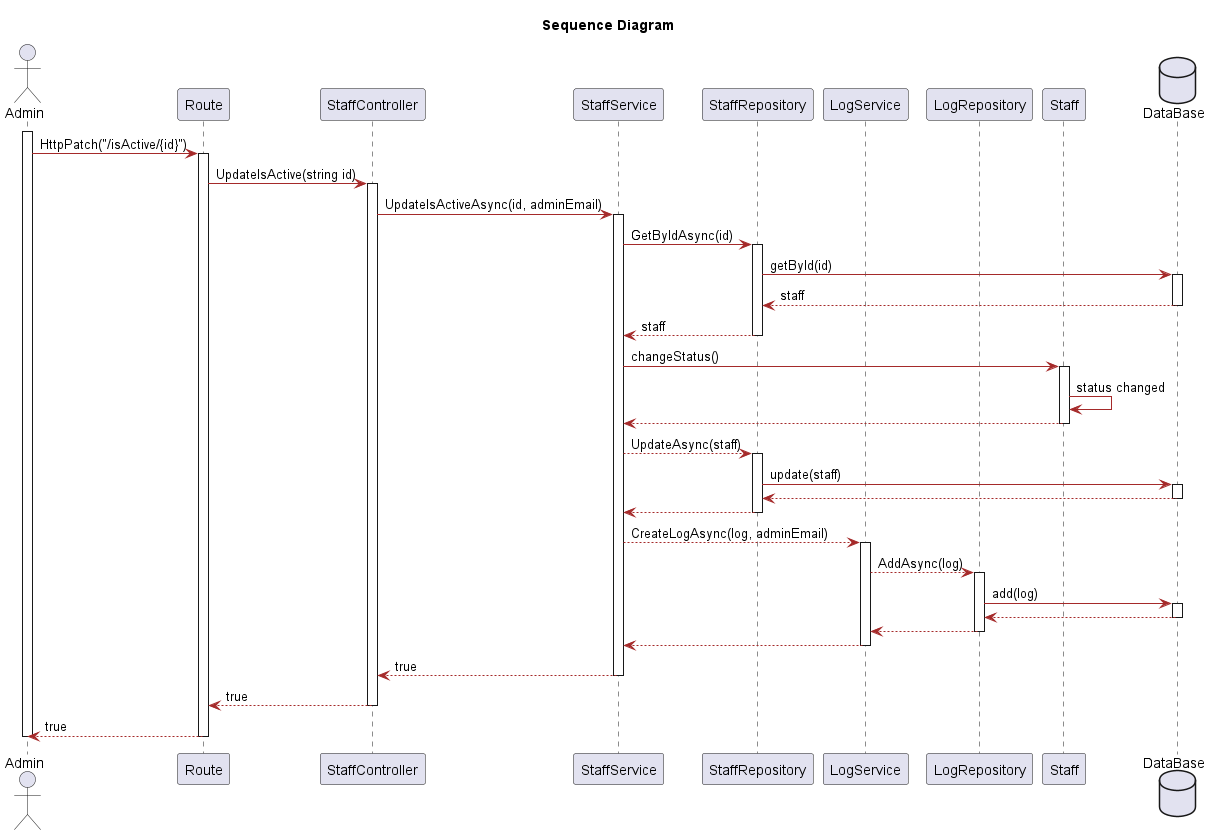 Sequence Diagram
Admin
Route
StaffController
StaffService
StaffRepository
LogService
LogRepository
Staff
DataBase
HttpPatch("/isActive/{id}")
UpdateIsActive(string id)
UpdateIsActiveAsync(id, adminEmail)
GetByIdAsync(id)
getById(id)
staff
staff
changeStatus()
status changed
UpdateAsync(staff)
update(staff)
CreateLogAsync(log, adminEmail)
AddAsync(log)
add(log)
true
true
true
Admin
Route
StaffController
StaffService
StaffRepository
LogService
LogRepository
Staff
DataBase